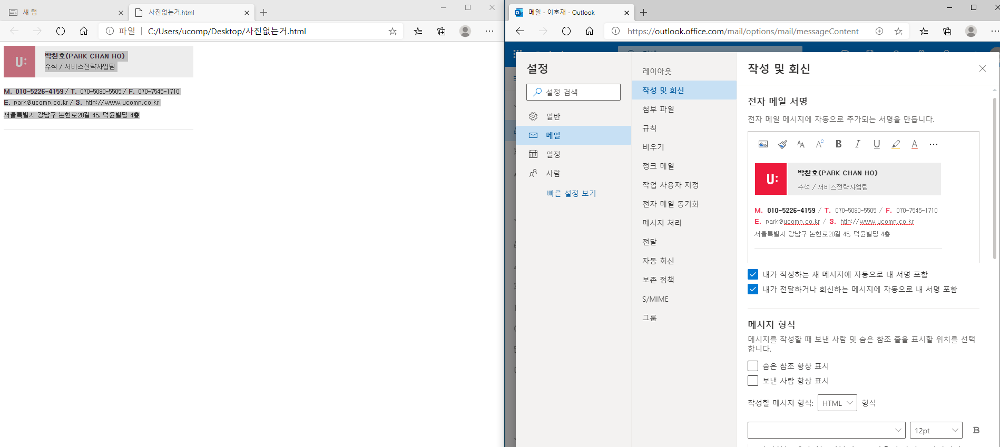 새 탭
사진없는거.html
파일
C:/Users/ucomp/Desktop/사진없는거.html
U:
박찬호(PARK CHAN HO)
수석 / 서비스전략사업팀
M. 010-5226-4159 / T. 070-5080-5505 / F. 070-7545-1710
E. park@ucomp.co.kr / S. http://www.ucomp.co.kr
서울특별시 강남구 논현로28길 45, 덕윤빌딩 4층
메일 - 이호재 - Outlook
https://outlook.office.com/mail/options/mail/messageContent
설정
설정 검색
일반
메일
일정
사람
빠른 설정 보기
레이아웃
작성 및 회신
첨부 파일
규칙
비우기
정크 메일
작업 사용자 지정
전자 메일 동기화
메시지 처리
전달
자동 회신
보존 정책
S/MIME
그룹
작성 및 회신
전자 메일 서명
전자 메일 메시지에 자동으로 추가되는 서명을 만듭니다.
U:
박찬호(PARK CHAN HO)
수석 / 서비스전략사업팀
M. 010-5226-4159 / T. 070-5080-5505 / F. 070-7545-1710
E. park@ucomp.co.kr / S. http://www.ucomp.co.kr
서울특별시 강남구 논현로28길 45, 덕윤빌딩 4층
내가 작성하는 새 메시지에 자동으로 내 서명 포함
내가 전달하거나 회신하는 메시지에 자동으로 내 서명 포함
메시지 형식
메시지를 작성할 때 보낸 사람 및 숨은 참조 줄을 표시할 위치를 선택
합니다.
숨은 참조 항상 표시
보낸 사람 항상 표시
작성할 메시지 형식: HTML 형식
12pt
B